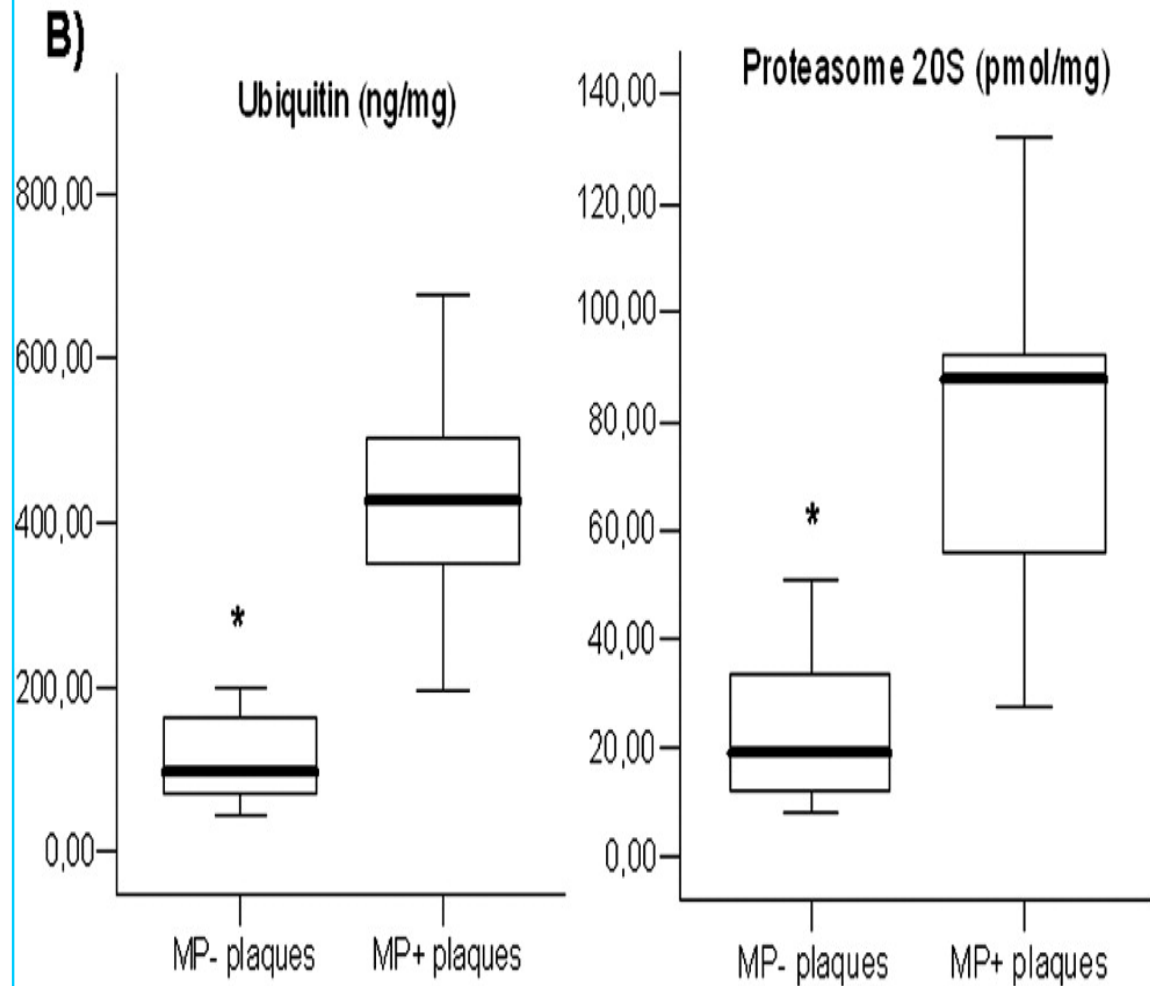 B)
Ubiquitin (ng/mg)
800,00
600,00
400,00
200,00
0,00
*
MP- plaques
MP+ plaques
Proteasome 20S (pmol/mg)
140,00
120,00
100,00
80,00
60,00
40,00
20,00
0,00
*
MP- plaques
MP+ plaques